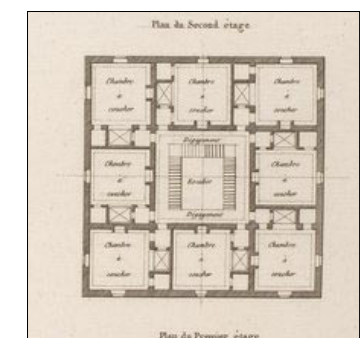 Plan du Second étage
Chambre à coucher
Chambre à coucher
Chambre à coucher
Dégagement
Chambre à coucher
Escalier
Chambre à coucher
Dégagement
Chambre à coucher
Chambre à coucher
Chambre à coucher
Plan du Premier étage